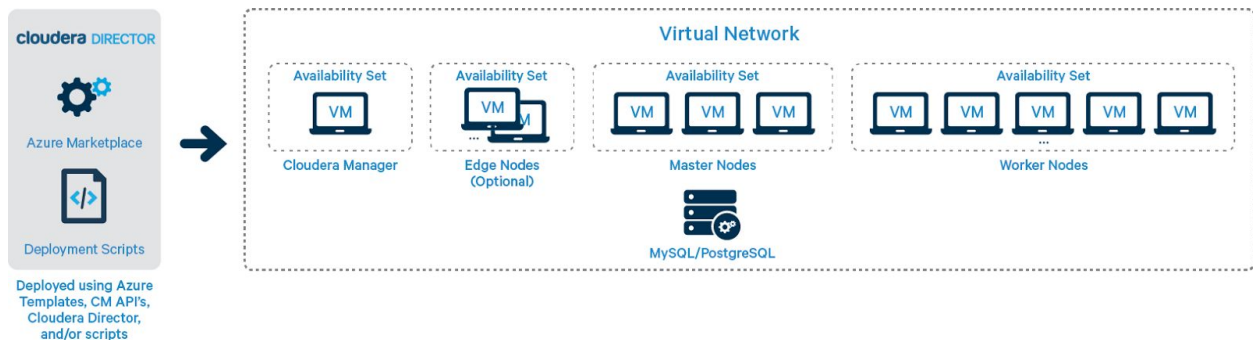 cloudera DIRECTOR
Azure Marketplace
</>
Deployment Scripts
Deployed using Azure
Templates, CM API's,
Cloudera Director,
and/or scripts
Virtual Network
Availability Set
VM
Cloudera Manager
Availability Set
VM
VM
...
Edge Nodes
(Optional)
Availability Set
VM VM VM
Master Nodes
Availability Set
VM VM VM VM VM
...
Worker Nodes
MySQL/PostgreSQL